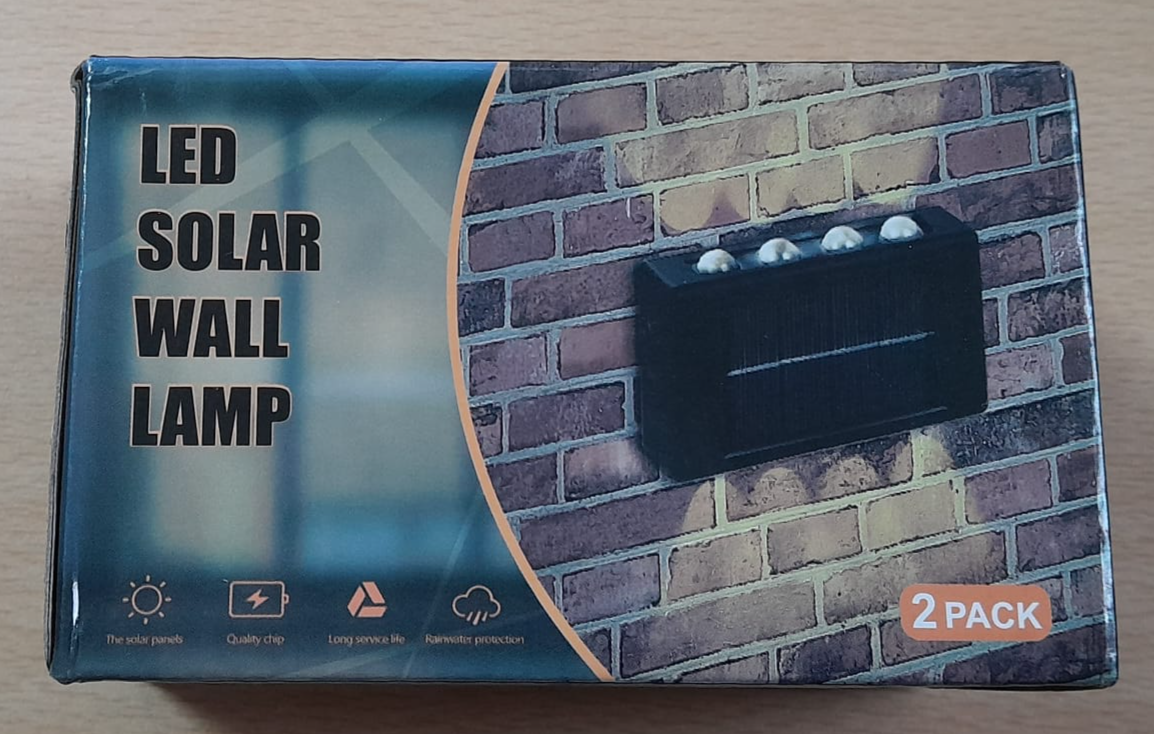 LED
SOLAR
WALL
LAMP
The solar panels
Quality chip
Long service life
Rainwater protection
2 PACK